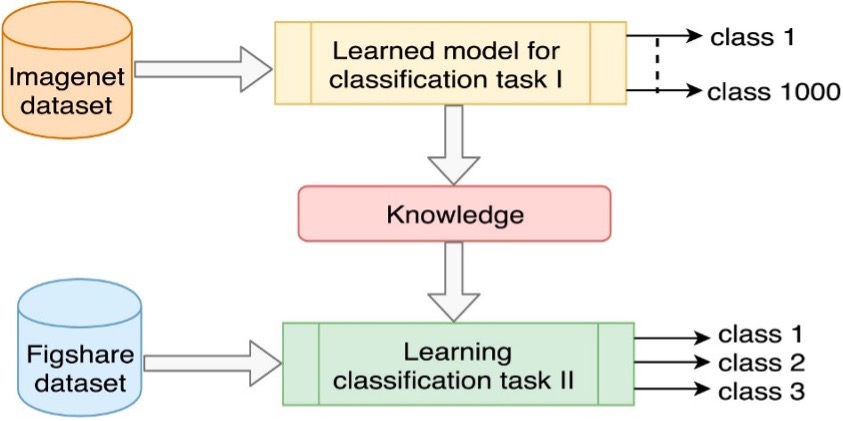 Imagenet
dataset
Learned model for
classification task I
class 1
class 1000
Knowledge
Figshare
dataset
Learning
classification task II
class 1
class 2
class 3